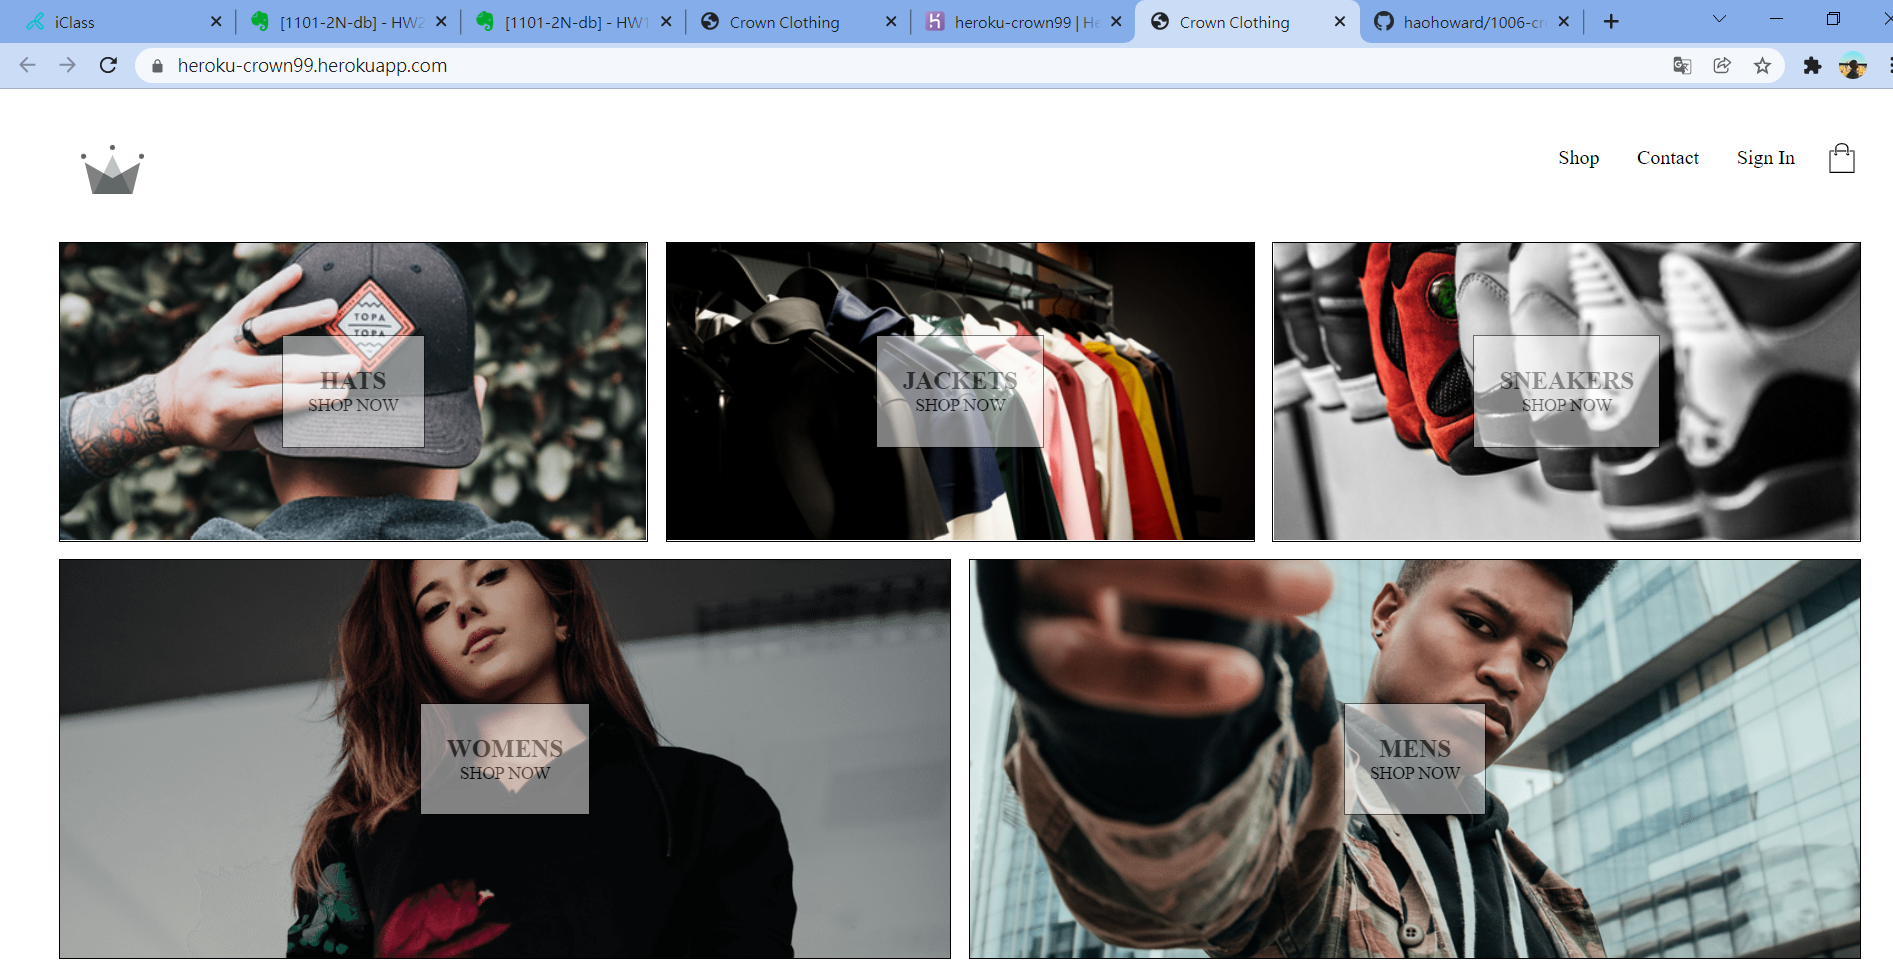 iClass
[1101-2N-db] - HW2
[1101-2N-db] - HW1
Crown Clothing
heroku-crown99 | He
Crown Clothing
haohoward/1006-cr
heroku-crown99.herokuapp.com
Shop
Contact
Sign In
TOPA
TOPA
HATS
SHOP NOW
JACKETS
SHOP NOW
SNEAKERS
SHOP NOW
WOMENS
SHOP NOW
MENS
SHOP NOW